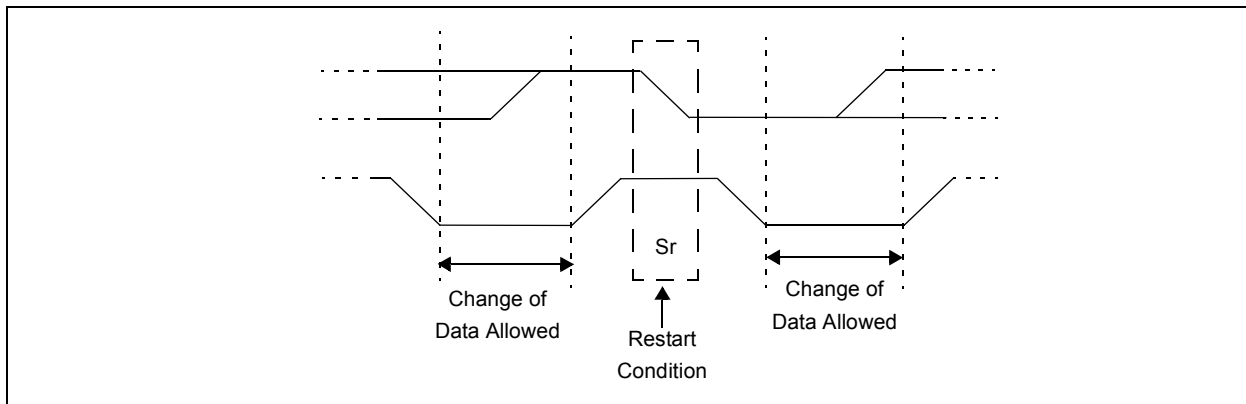 Sr
Change of
Data Allowed
Restart
Condition
Change of
Data Allowed